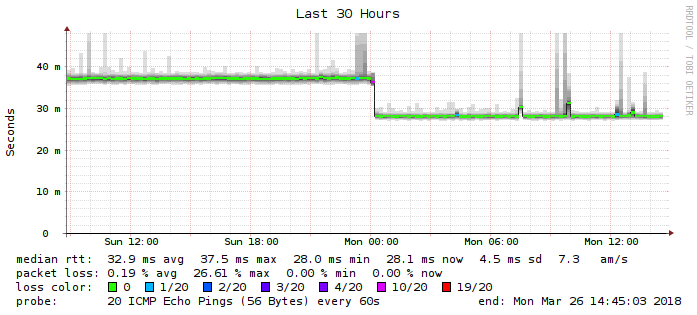 Last 30 Hours
RRDTOOL / TOBI OETIKER
Seconds
40 m
30 m
20 m
10 m
0
Sun 12:00 Sun 18:00 Mon 00:00 Mon 06:00 Mon 12:00
median rtt: 32.9 ms avg 37.5 ms max 28.0 ms min 28.1 ms now 4.5 ms sd 7.3 am/s
packet loss: 0.19 % avg 26.61 % max 0.00 % min 0.00 % now
loss color: 0 1/20 2/20 3/20 4/20 10/20 19/20
probe: 20 ICMP Echo Pings (56 Bytes) every 60s end: Mon Mar 26 14:45:03 2018